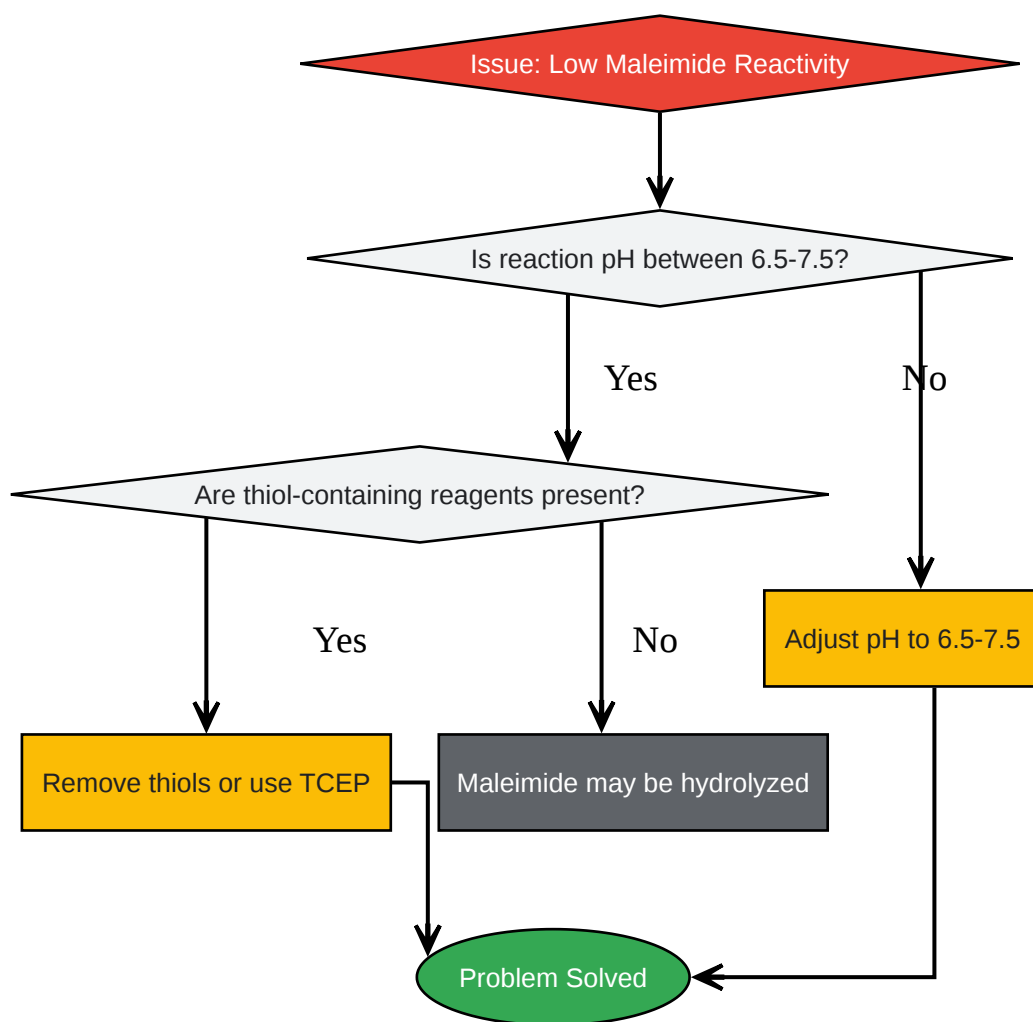 Issue: Low Maleimide Reactivity
Is reaction pH between 6.5-7.5?
Yes
No
Are thiol-containing reagents present?
Yes
No
Adjust pH to 6.5-7.5
Remove thiols or use TCEP
Maleimide may be hydrolyzed
Problem Solved